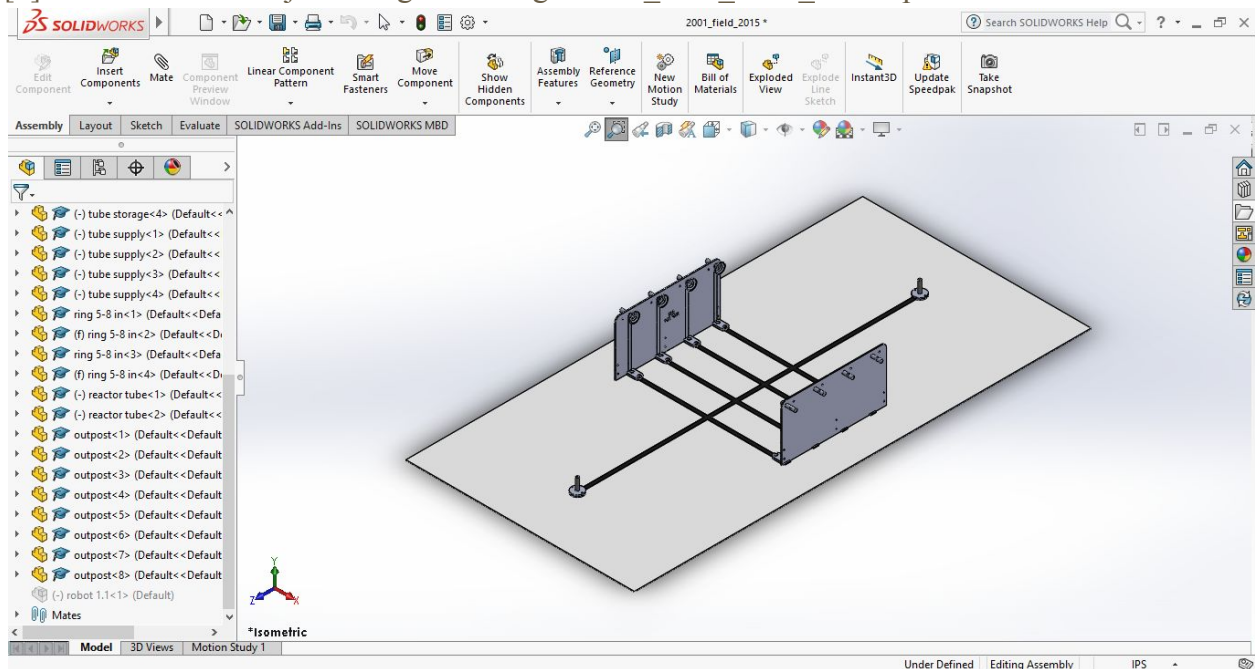 SOLIDWORKS
2001_field_2015 *
Search SOLIDWORKS Help
Edit Component
Insert Components
Mate
Component Preview Window
Linear Component Pattern
Smart Fasteners
Move Component
Show Hidden Components
Assembly Features
Reference Geometry
New Motion Study
Bill of Materials
Exploded View
Explode Line Sketch
Instant3D
Update Speedpak
Take Snapshot
Assembly Layout Sketch Evaluate SOLIDWORKS Add-Ins SOLIDWORKS MBD
(-) tube storage<4> (Default<<
(-) tube supply<1> (Default<<
(-) tube supply<2> (Default<<
(-) tube supply<3> (Default<<
(-) tube supply<4> (Default<<
ring 5-8 in<1> (Default<<Defa
(f) ring 5-8 in<2> (Default<<D
ring 5-8 in<3> (Default<<Defa
(f) ring 5-8 in<4> (Default<<D
(-) reactor tube<1> (Default<<
(-) reactor tube<2> (Default<<
outpost<1> (Default<<Default
outpost<2> (Default<<Default
outpost<3> (Default<<Default
outpost<4> (Default<<Default
outpost<5> (Default<<Default
outpost<6> (Default<<Default
outpost<7> (Default<<Default
outpost<8> (Default<<Default
(-) robot 1.1<1> (Default)
Mates
Y
Z X
*Isometric
Model 3D Views Motion Study 1
Under Defined Editing Assembly IPS